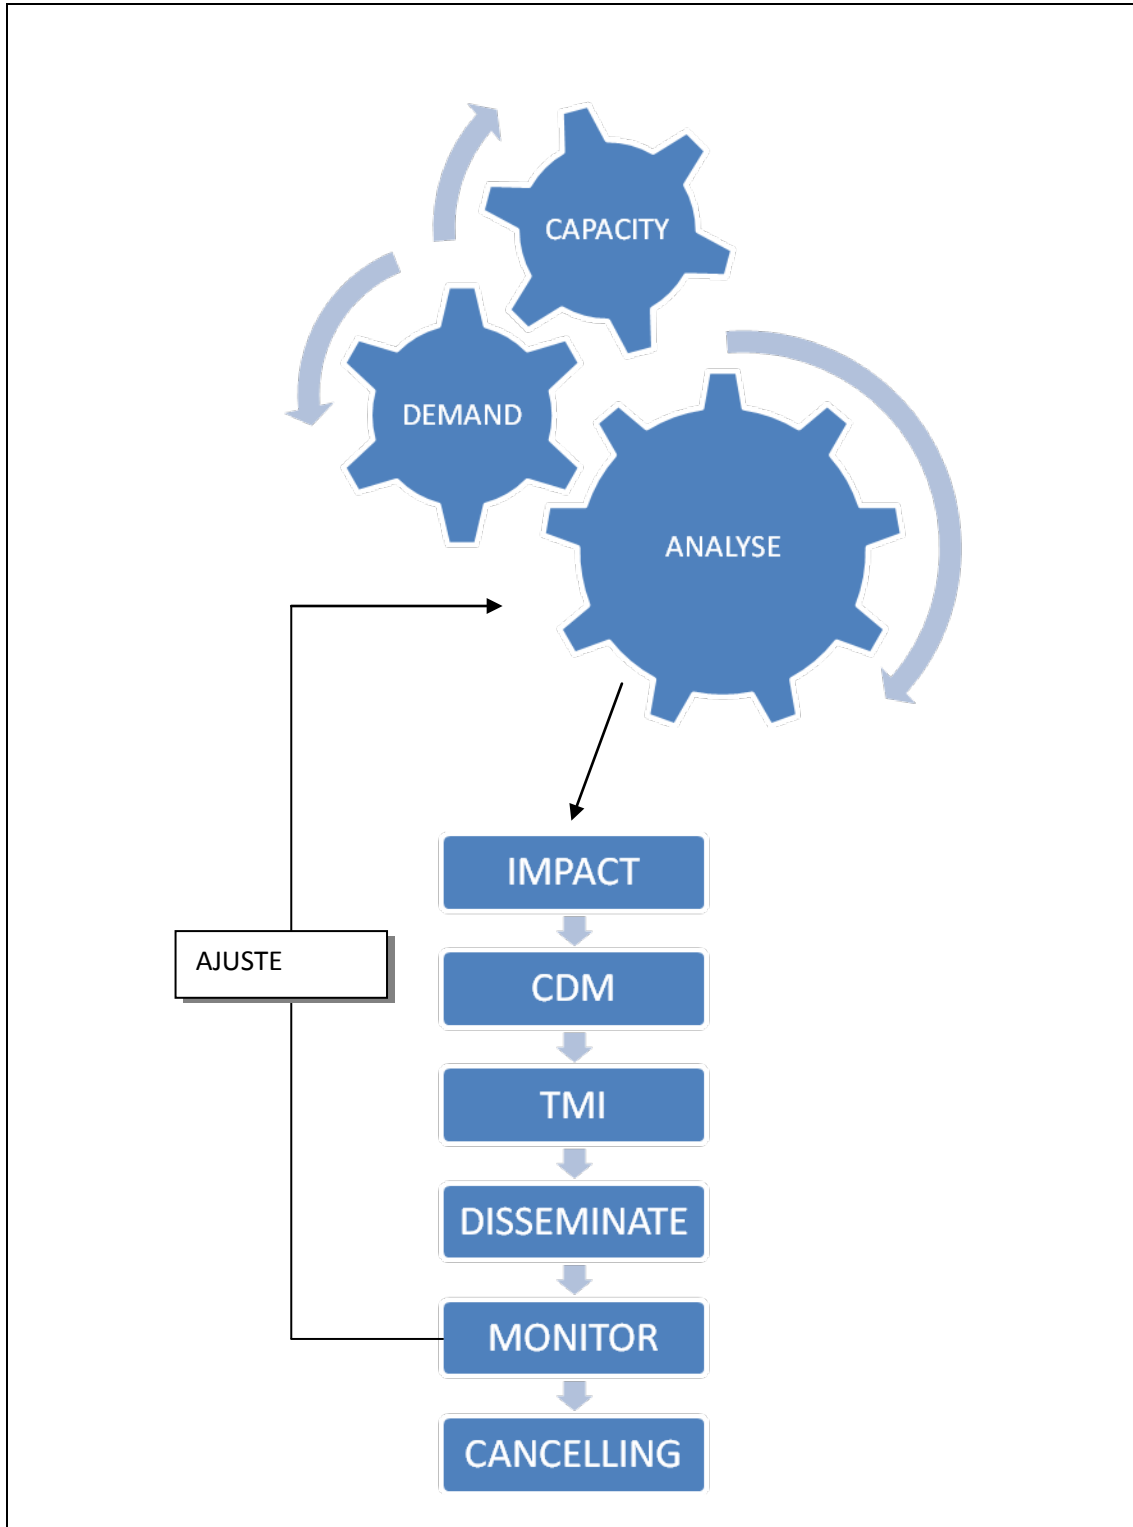 CAPACITY
DEMAND
ANALYSE
IMPACT
AJUSTE
CDM
TMI
DISSEMINATE
MONITOR
CANCELLING